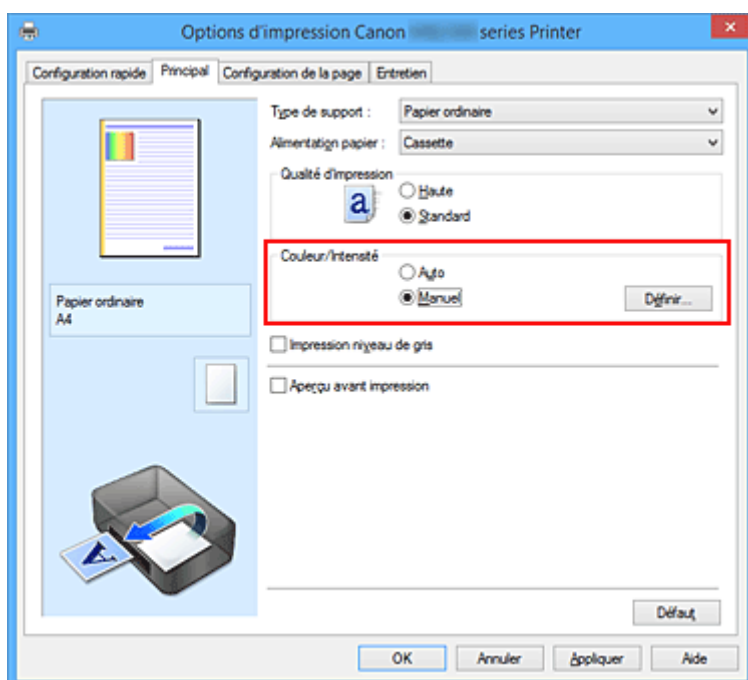 Options d'impression Canon series Printer
Configuration rapide Principal Configuration de la page Entretien
Type de support : Papier ordinaire
Alimentation papier : Cassette
Qualité d'impression
a
Haute
Standard
Couleur/Intensité
Auto
Manuel Définir...
Papier ordinaire
A4
Impression niveau de gris
Aperçu avant impression
A
Défaut
OK Annuler Appliquer Aide